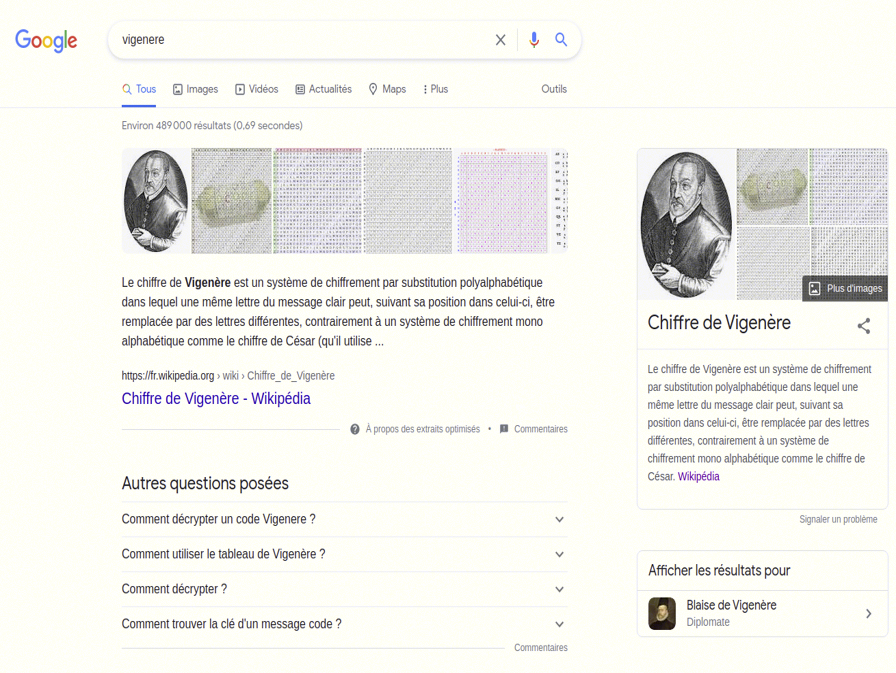 Google
vigenere
Tous
Images
Vidéos
Actualités
Maps
Plus
Outils
Environ 489 000 résultats (0,69 secondes)
Le chiffre de Vigenère est un système de chiffrement par substitution polyalphabétique
dans lequel une même lettre du message clair peut, suivant sa position dans celui-ci, être
remplacée par des lettres différentes, contrairement à un système de chiffrement mono
alphabétique comme le chiffre de César (qu'il utilise ...
https://fr.wikipedia.org › wiki › Chiffre_de_Vigenère
Chiffre de Vigenère - Wikipédia
À propos des extraits optimisés • Commentaires
Autres questions posées
Comment décrypter un code Vigenere ?
Comment utiliser le tableau de Vigenère ?
Comment décrypter ?
Comment trouver la clé d'un message code ?
Commentaires
Plus d'images
Chiffre de Vigenère
Le chiffre de Vigenère est un système de chiffrement
par substitution polyalphabétique dans lequel une
même lettre du message clair peut, suivant sa
position dans celui-ci, être remplacée par des lettres
différentes, contrairement à un système de
chiffrement mono alphabétique comme le chiffre de
César. Wikipédia
Signaler un problème
Afficher les résultats pour
Blaise de Vigenère
Diplomate